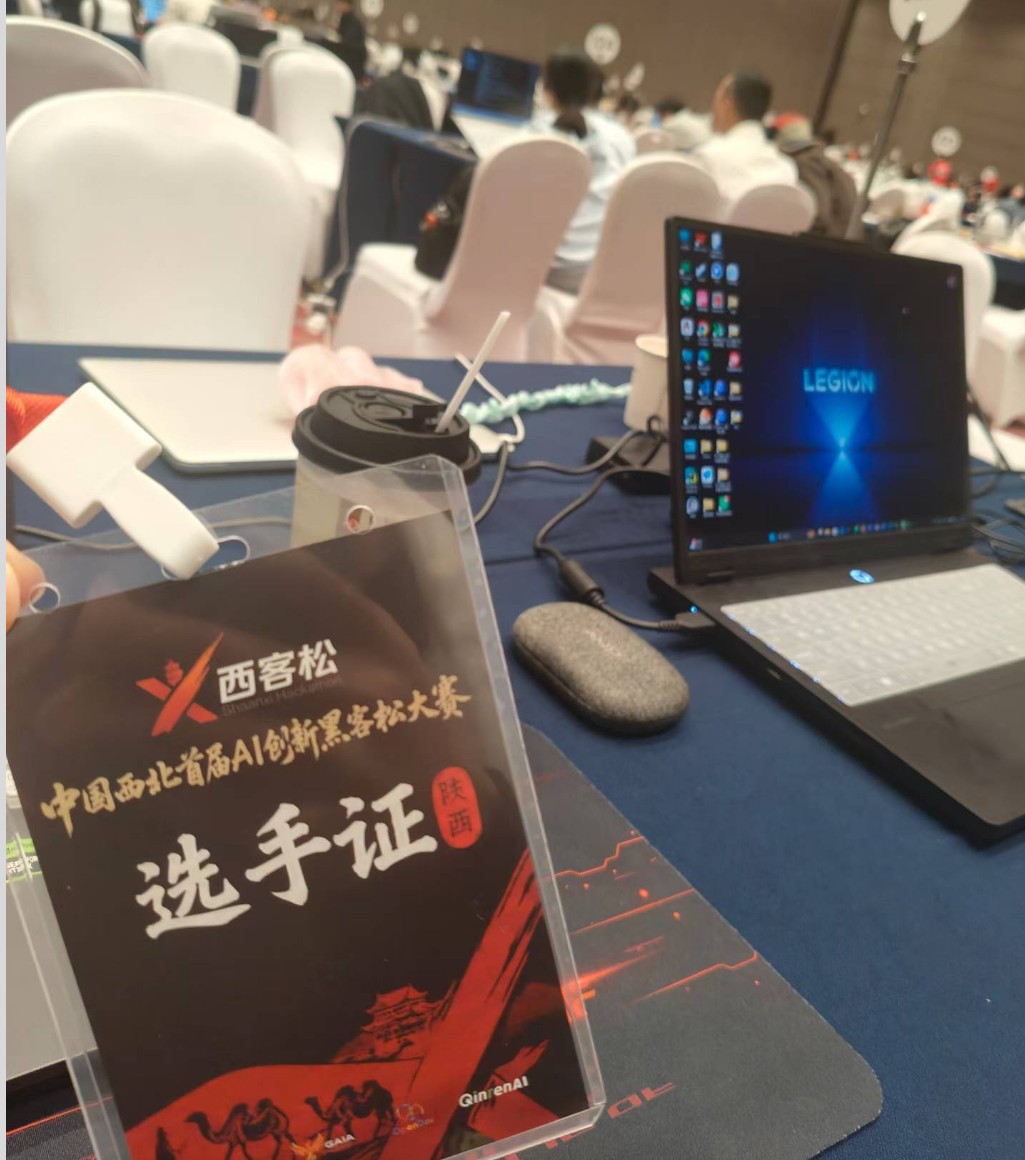 LEGION
西客松
Shaanxi Hackathon
中国西北首届AI创新黑客松大赛
选手证
陕西
GAIA
OpenDev
QinrenAI